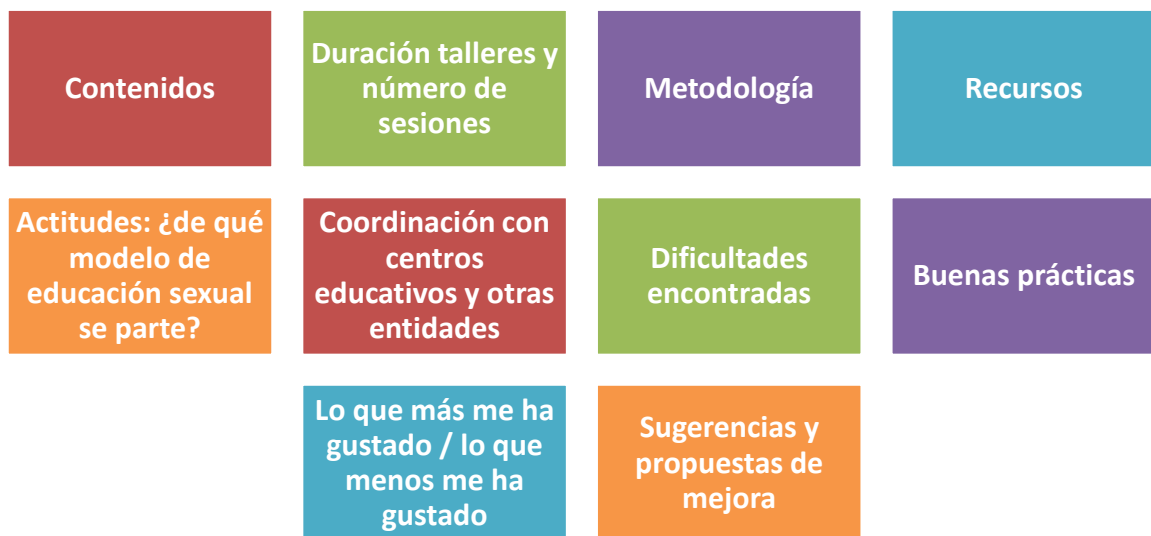 Contenidos
Duración talleres y
número de
sesiones
Metodología
Recursos
Actitudes: ¿de qué
modelo de
educación sexual
se parte?
Coordinación con
centros
educativos y otras
entidades
Dificultades
encontradas
Buenas prácticas
Lo que más me ha
gustado / lo que
menos me ha
gustado
Sugerencias y
propuestas de
mejora